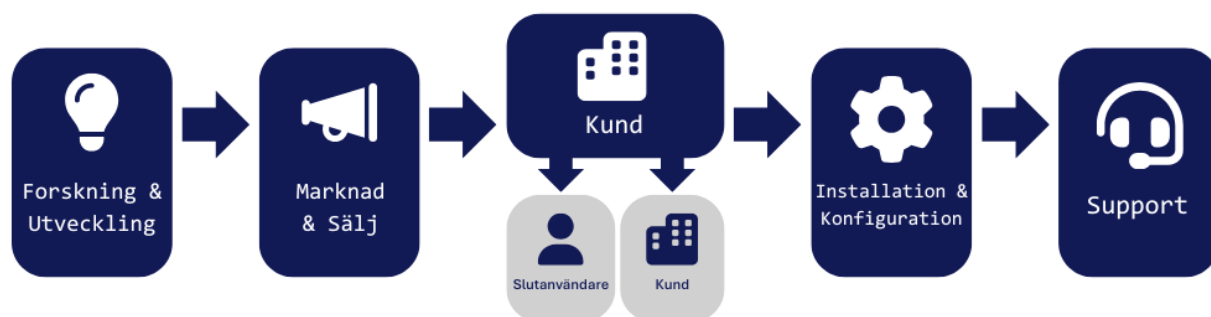 Forskning &
Utveckling
Marknad
& Sälj
Kund
Slutanvändare
Kund
Installation &
Konfiguration
Support